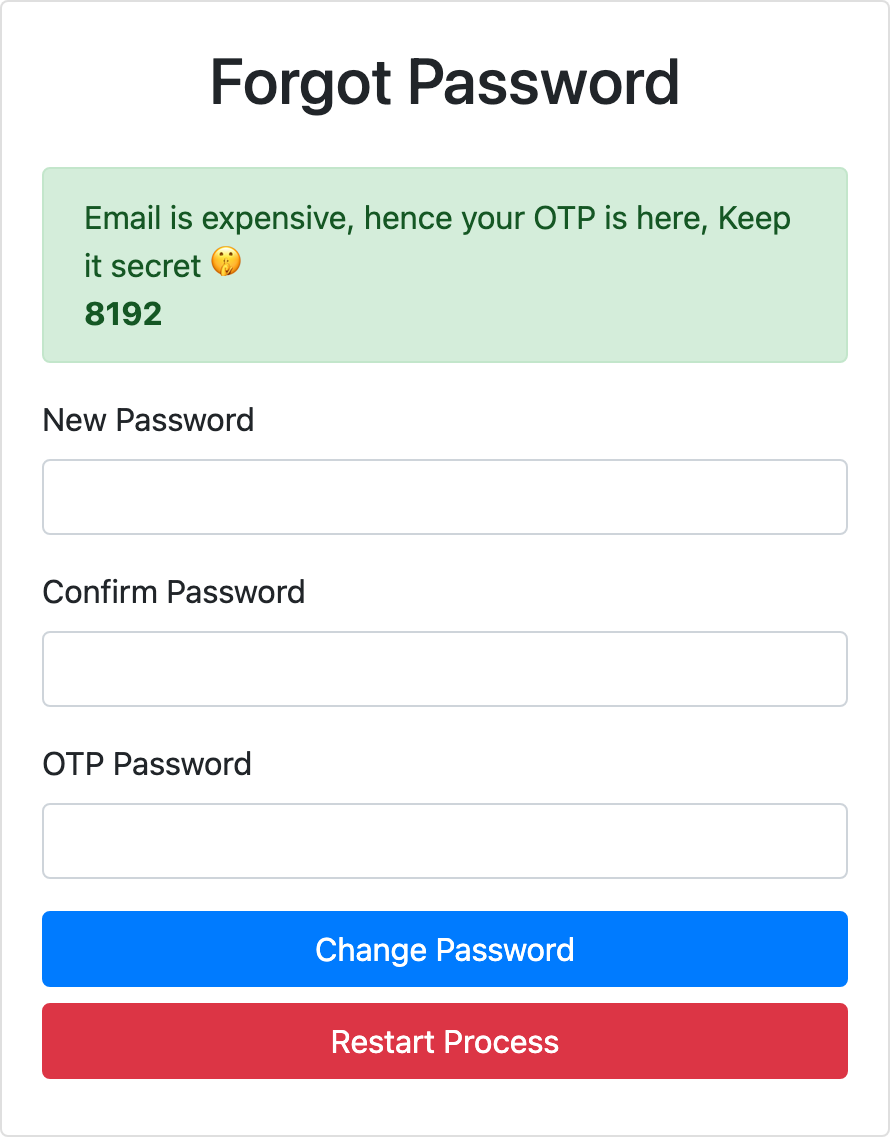 Forgot Password
Email is expensive, hence your OTP is here, Keep
it secret 🤫
8192
New Password
Confirm Password
OTP Password
Change Password
Restart Process